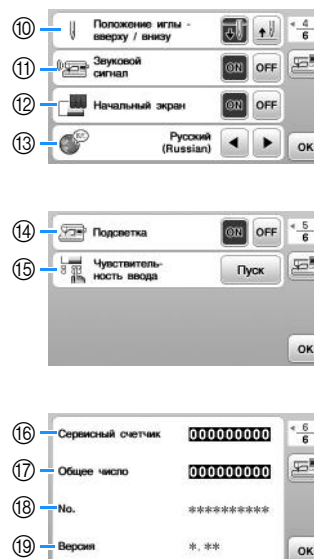 ⑩ Положение иглы - вверху / внизу
4
6
⑪ Звуковой сигнал ON OFF
⑫ Начальный экран ON OFF
⑬ Русский (Russian) ◀ ▶
OK
⑭ Подсветка ON OFF
5
6
⑮ Чувствитель-
ность ввода Пуск
OK
⑯ Сервисный счетчик 000000000
6
6
⑰ Общее число 000000000
⑱ No. **********
⑲ Версия *.**
OK